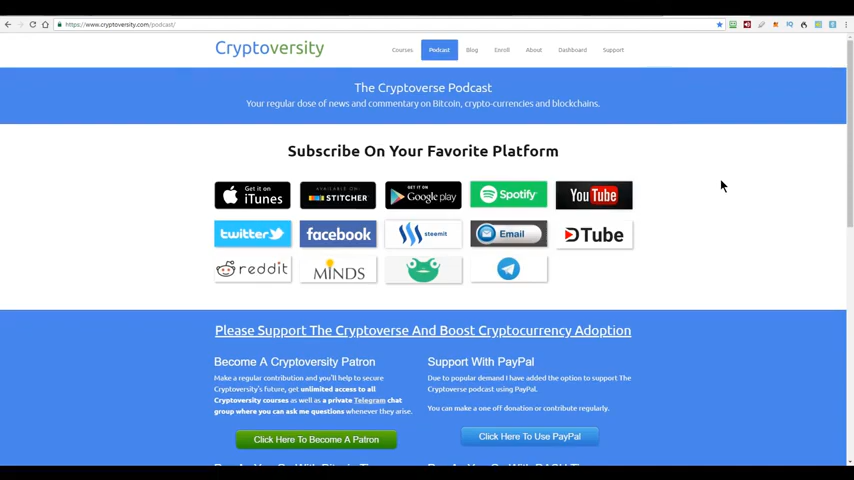 https://www.cryptoversity.com/podcast/
Cryptoversity
Courses
Podcast
Blog
Enroll
About
Dashboard
Support
The Cryptoverse Podcast
Your regular dose of news and commentary on Bitcoin, crypto-currencies and blockchains.
Subscribe On Your Favorite Platform
Get it on
iTunes
AVAILABLE ON
STITCHER
GET IT ON
Google play
Spotify
YouTube
twitter
facebook
steemit
Email
DTube
reddit
MINDS
Please Support The Cryptoverse And Boost Cryptocurrency Adoption
Become A Cryptoversity Patron
Make a regular contribution and you'll help to secure
Cryptoversity's future, get unlimited access to all
Cryptoversity courses as well as a private Telegram chat
group where you can ask me questions whenever they arise.
Click Here To Become A Patron
Support With PayPal
Due to popular demand I have added the option to support The
Cryptoverse podcast using PayPal.
You can make a one off donation or contribute regularly.
Click Here To Use PayPal